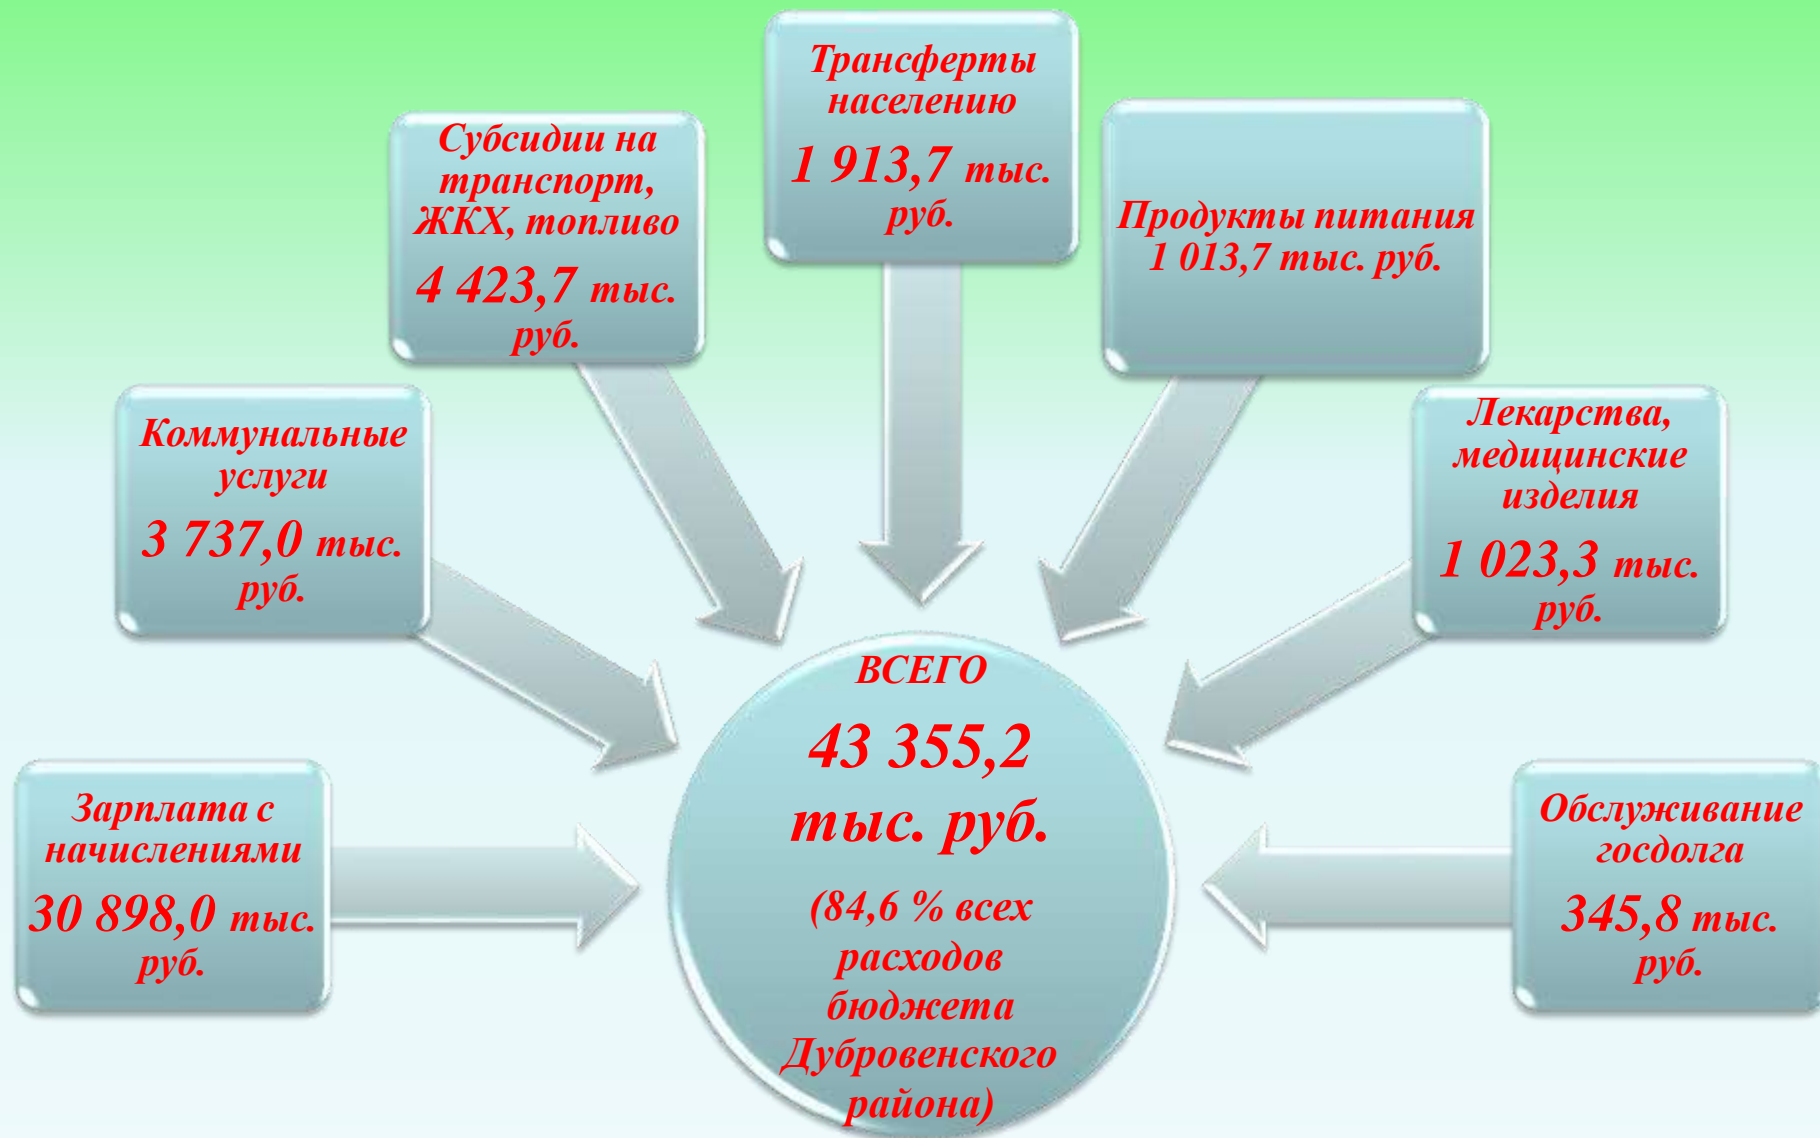 Трансферты
населению
1 913,7 тыс.
руб.
Субсидии на
транспорт,
ЖКХ, топливо
4 423,7 тыс.
руб.
Продукты питания
1 013,7 тыс. руб.
Коммунальные
услуги
3 737,0 тыс.
руб.
Лекарства,
медицинские
изделия
1 023,3 тыс.
руб.
Зарплата с
начислениями
30 898,0 тыс.
руб.
ВСЕГО
43 355,2
тыс. руб.
(84,6 % всех
расходов
бюджета
Дубровенского
района)
Обслуживание
госдолга
345,8 тыс.
руб.